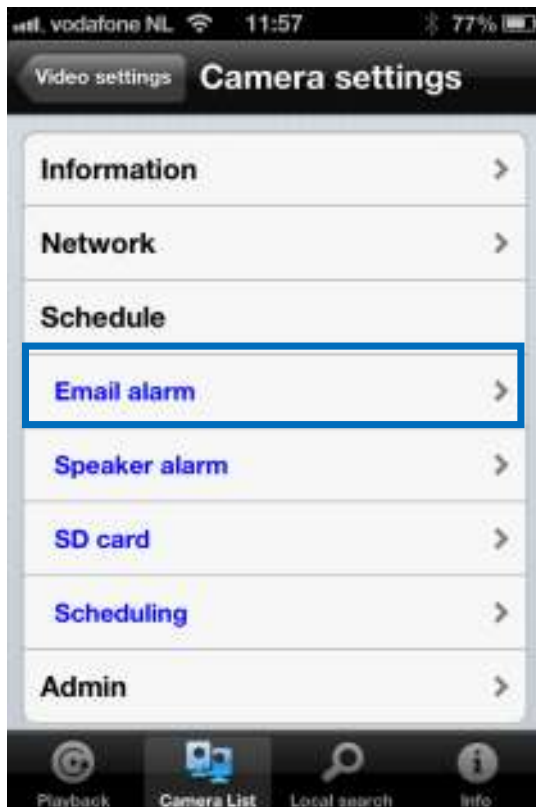 vodafone NL 11:57 77%
Video settings Camera settings
Information
Network
Schedule
Email alarm
Speaker alarm
SD card
Scheduling
Admin
Playback Camera List Local search Info